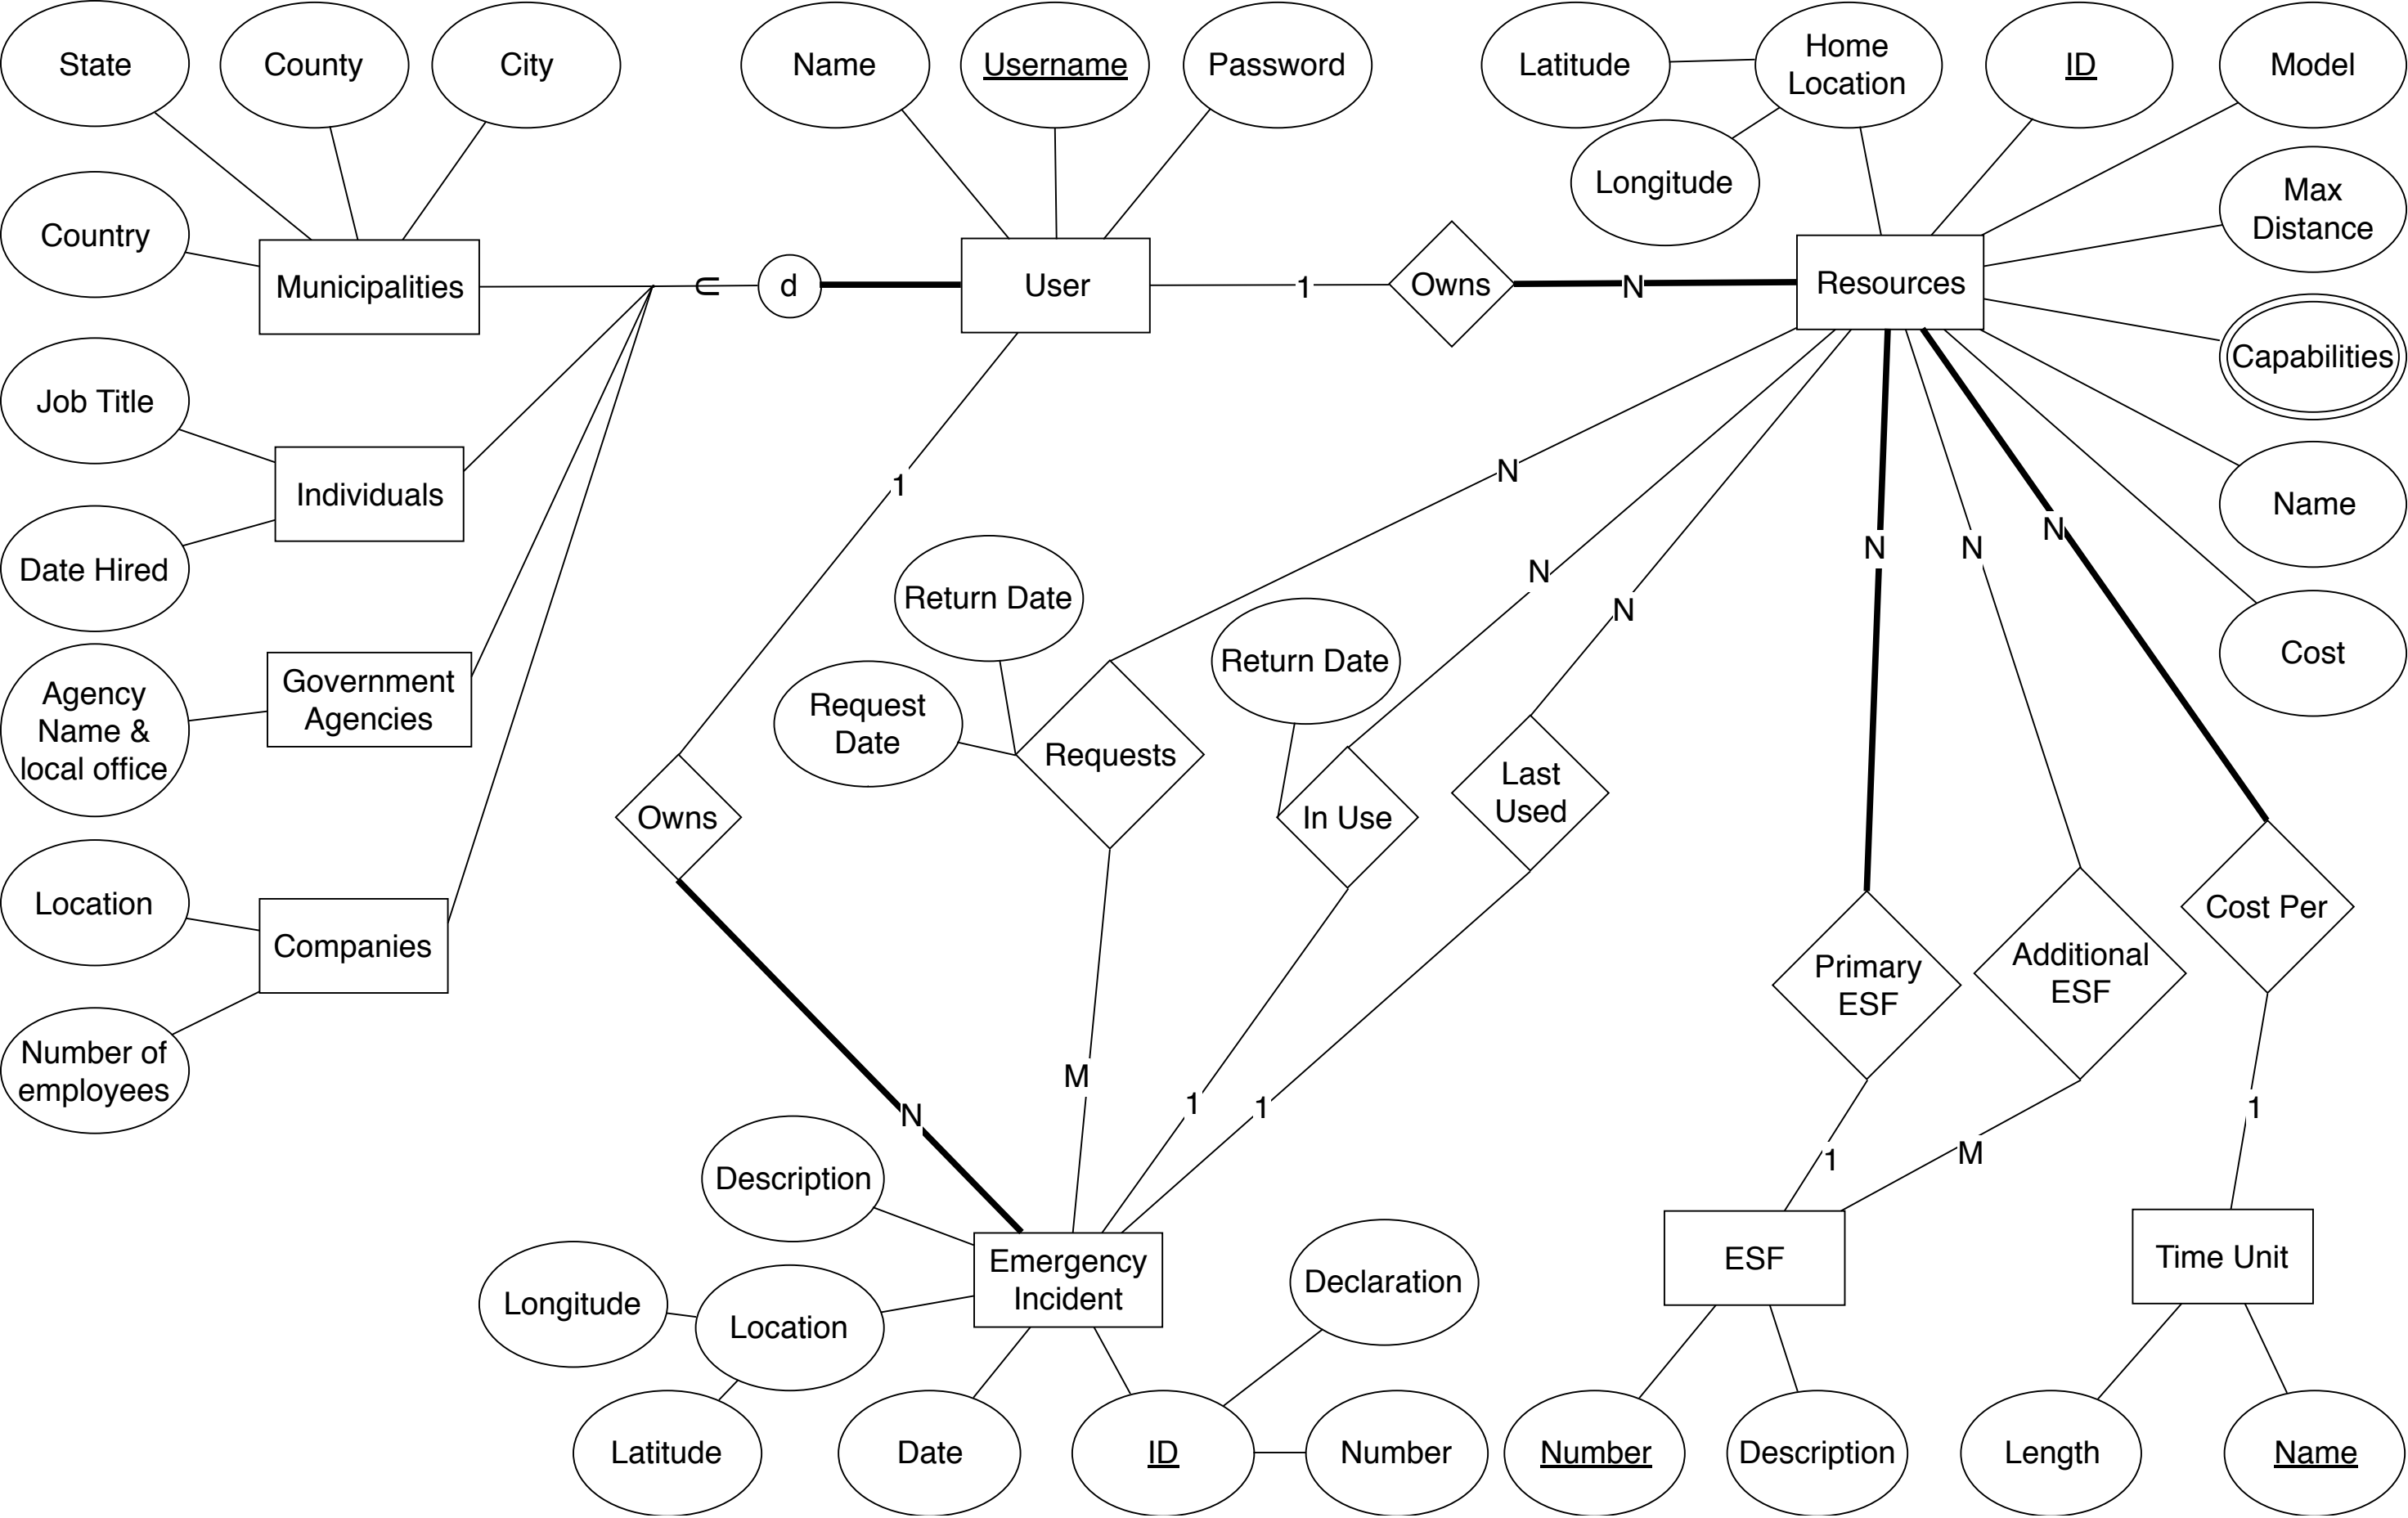 State
County
City
Name
Username
Password
Latitude
Home
Location
ID
Model
Longitude
Max
Distance
Country
Municipalities
⊂
d
User
1
Owns
N
Resources
Capabilities
Job Title
Individuals
Date Hired
1
N
N
N
N
N
N
Name
Cost
Return Date
Return Date
Request
Date
Requests
In Use
Last
Used
Agency
Name &
local office
Government
Agencies
Owns
Location
Companies
Number of
employees
Primary
ESF
Additional
ESF
Cost Per
N
M
1
1
1
M
1
Description
Emergency
Incident
Longitude
Location
Latitude
Date
ID
Declaration
Number
ESF
Number
Description
Time Unit
Length
Name